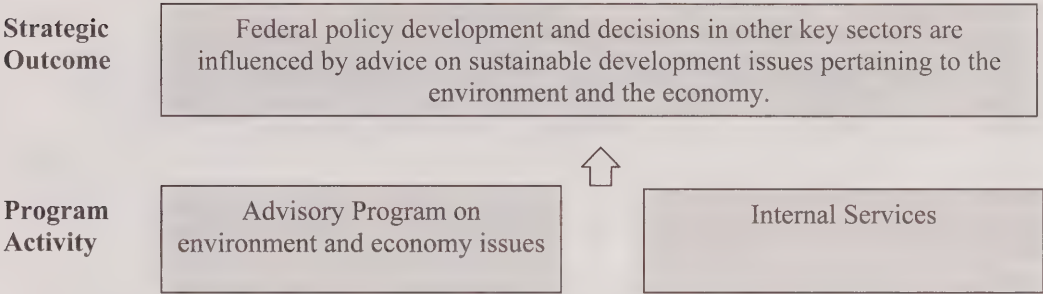 Strategic
Outcome
Federal policy development and decisions in other key sectors are
influenced by advice on sustainable development issues pertaining to the
environment and the economy.
Program
Activity
Advisory Program on
environment and economy issues
Internal Services